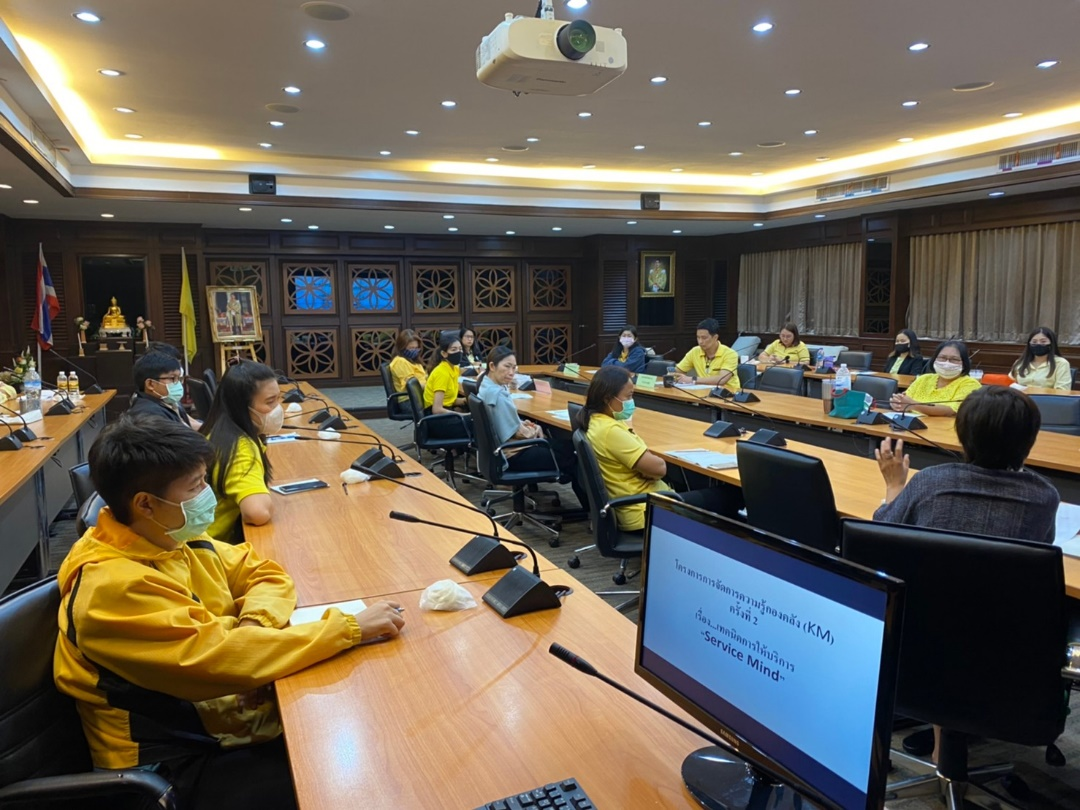 โครงการการจัดการความรู้กองคลัง (KM)
ครั้งที่ 2
เรื่อง...เทคนิคการให้บริการ
"Service Mind"
SAMSUNG